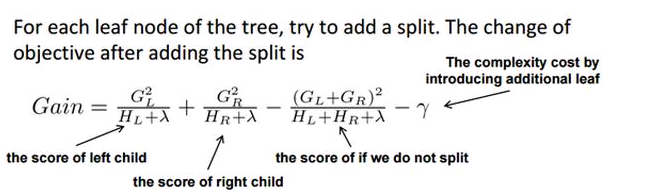 For each leaf node of the tree, try to add a split. The change of
objective after adding the split is
The complexity cost by
introducing additional leaf
Gain = G_L^2/(H_L+λ) + G_R^2/(H_R+λ) − (G_L+G_R)^2/(H_L+H_R+λ) − γ
the score of left child
the score of if we do not split
the score of right child